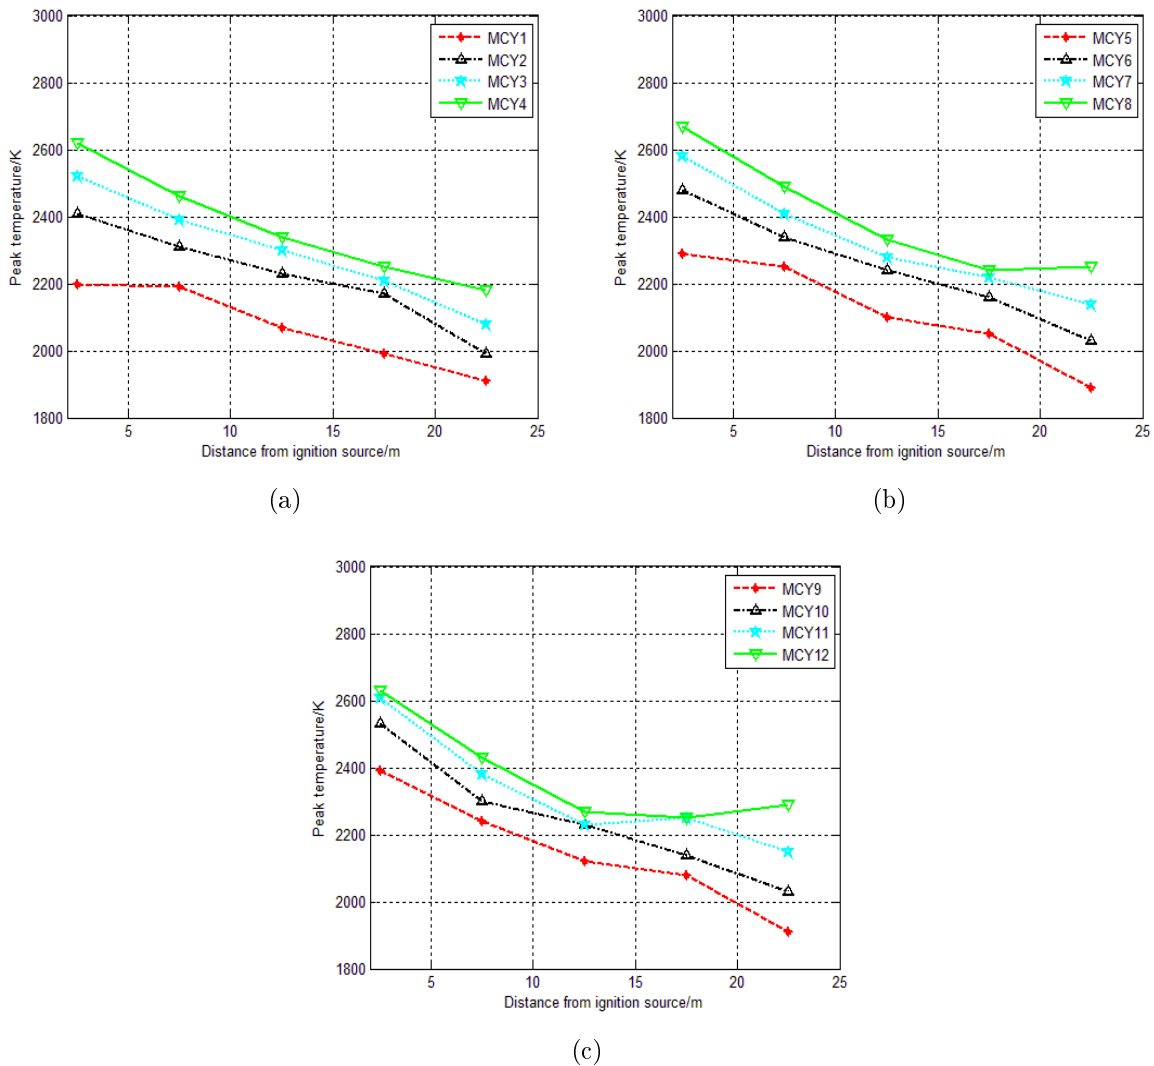 3000
2800
2600
2400
2200
2000
1800
Peak temperature/K
MCY1
MCY2
MCY3
MCY4
5 10 15 20 25
Distance from ignition source/m
(a)
3000
2800
2600
2400
2200
2000
1800
Peak temperature/K
MCY5
MCY6
MCY7
MCY8
5 10 15 20 25
Distance from ignition source/m
(b)
3000
2800
2600
2400
2200
2000
1800
Peak temperature/K
MCY9
MCY10
MCY11
MCY12
5 10 15 20 25
Distance from ignition source/m
(c)